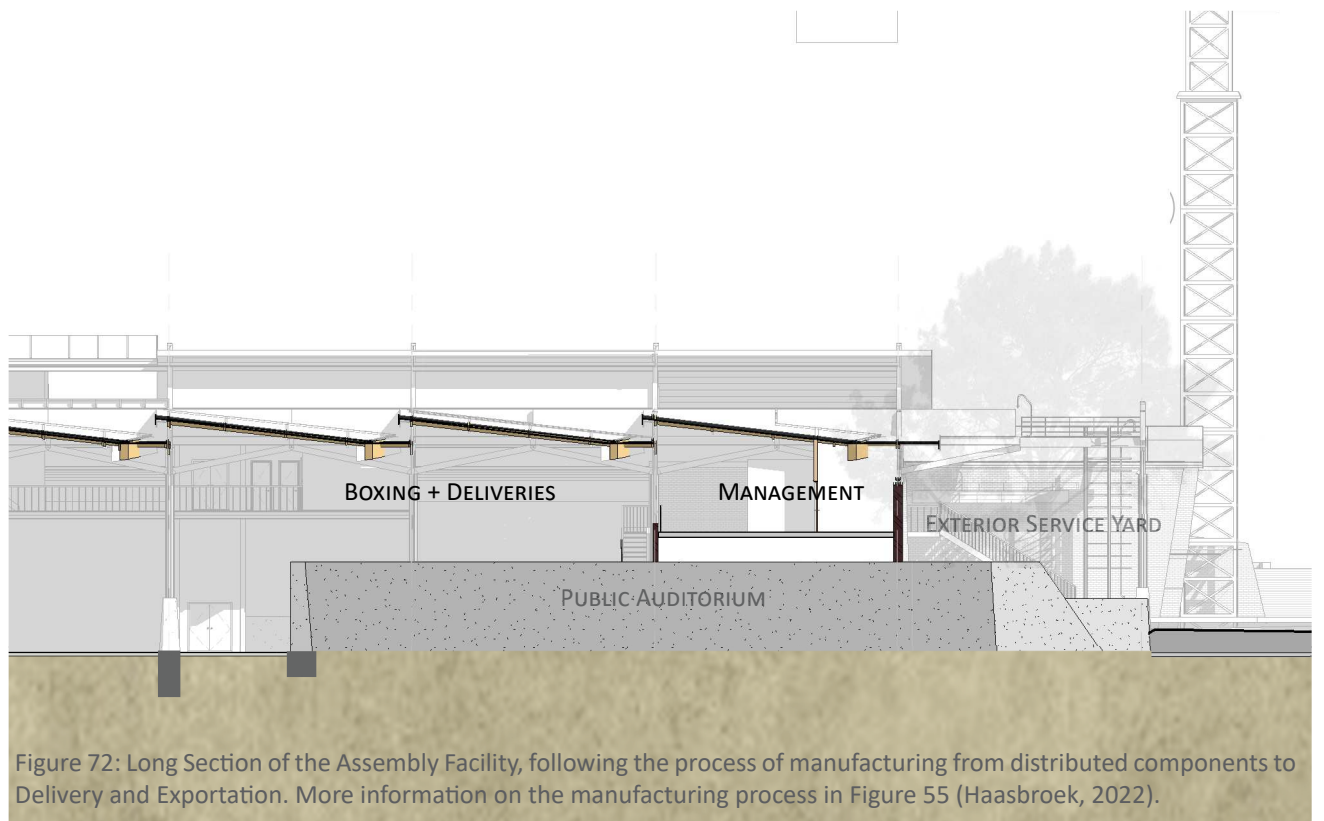 Boxing + Deliveries
Management
Exterior Service Yard
Public Auditorium
Figure 72: Long Section of the Assembly Facility, following the process of manufacturing from distributed components to
Delivery and Exportation. More information on the manufacturing process in Figure 55 (Haasbroek, 2022).